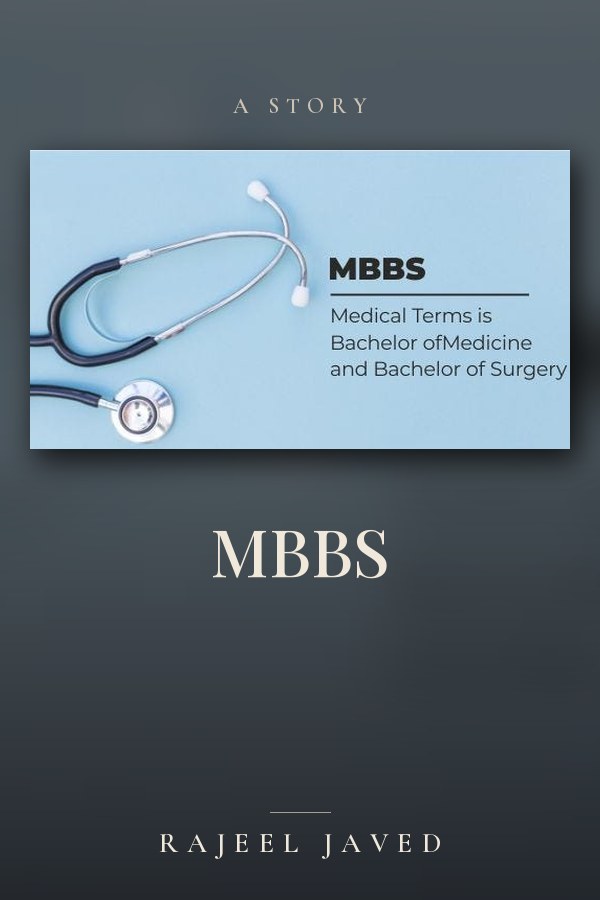 A STORY
MBBS
Medical Terms is
Bachelor ofMedicine
and Bachelor of Surgery
MBBS
RAJEEL JAVED